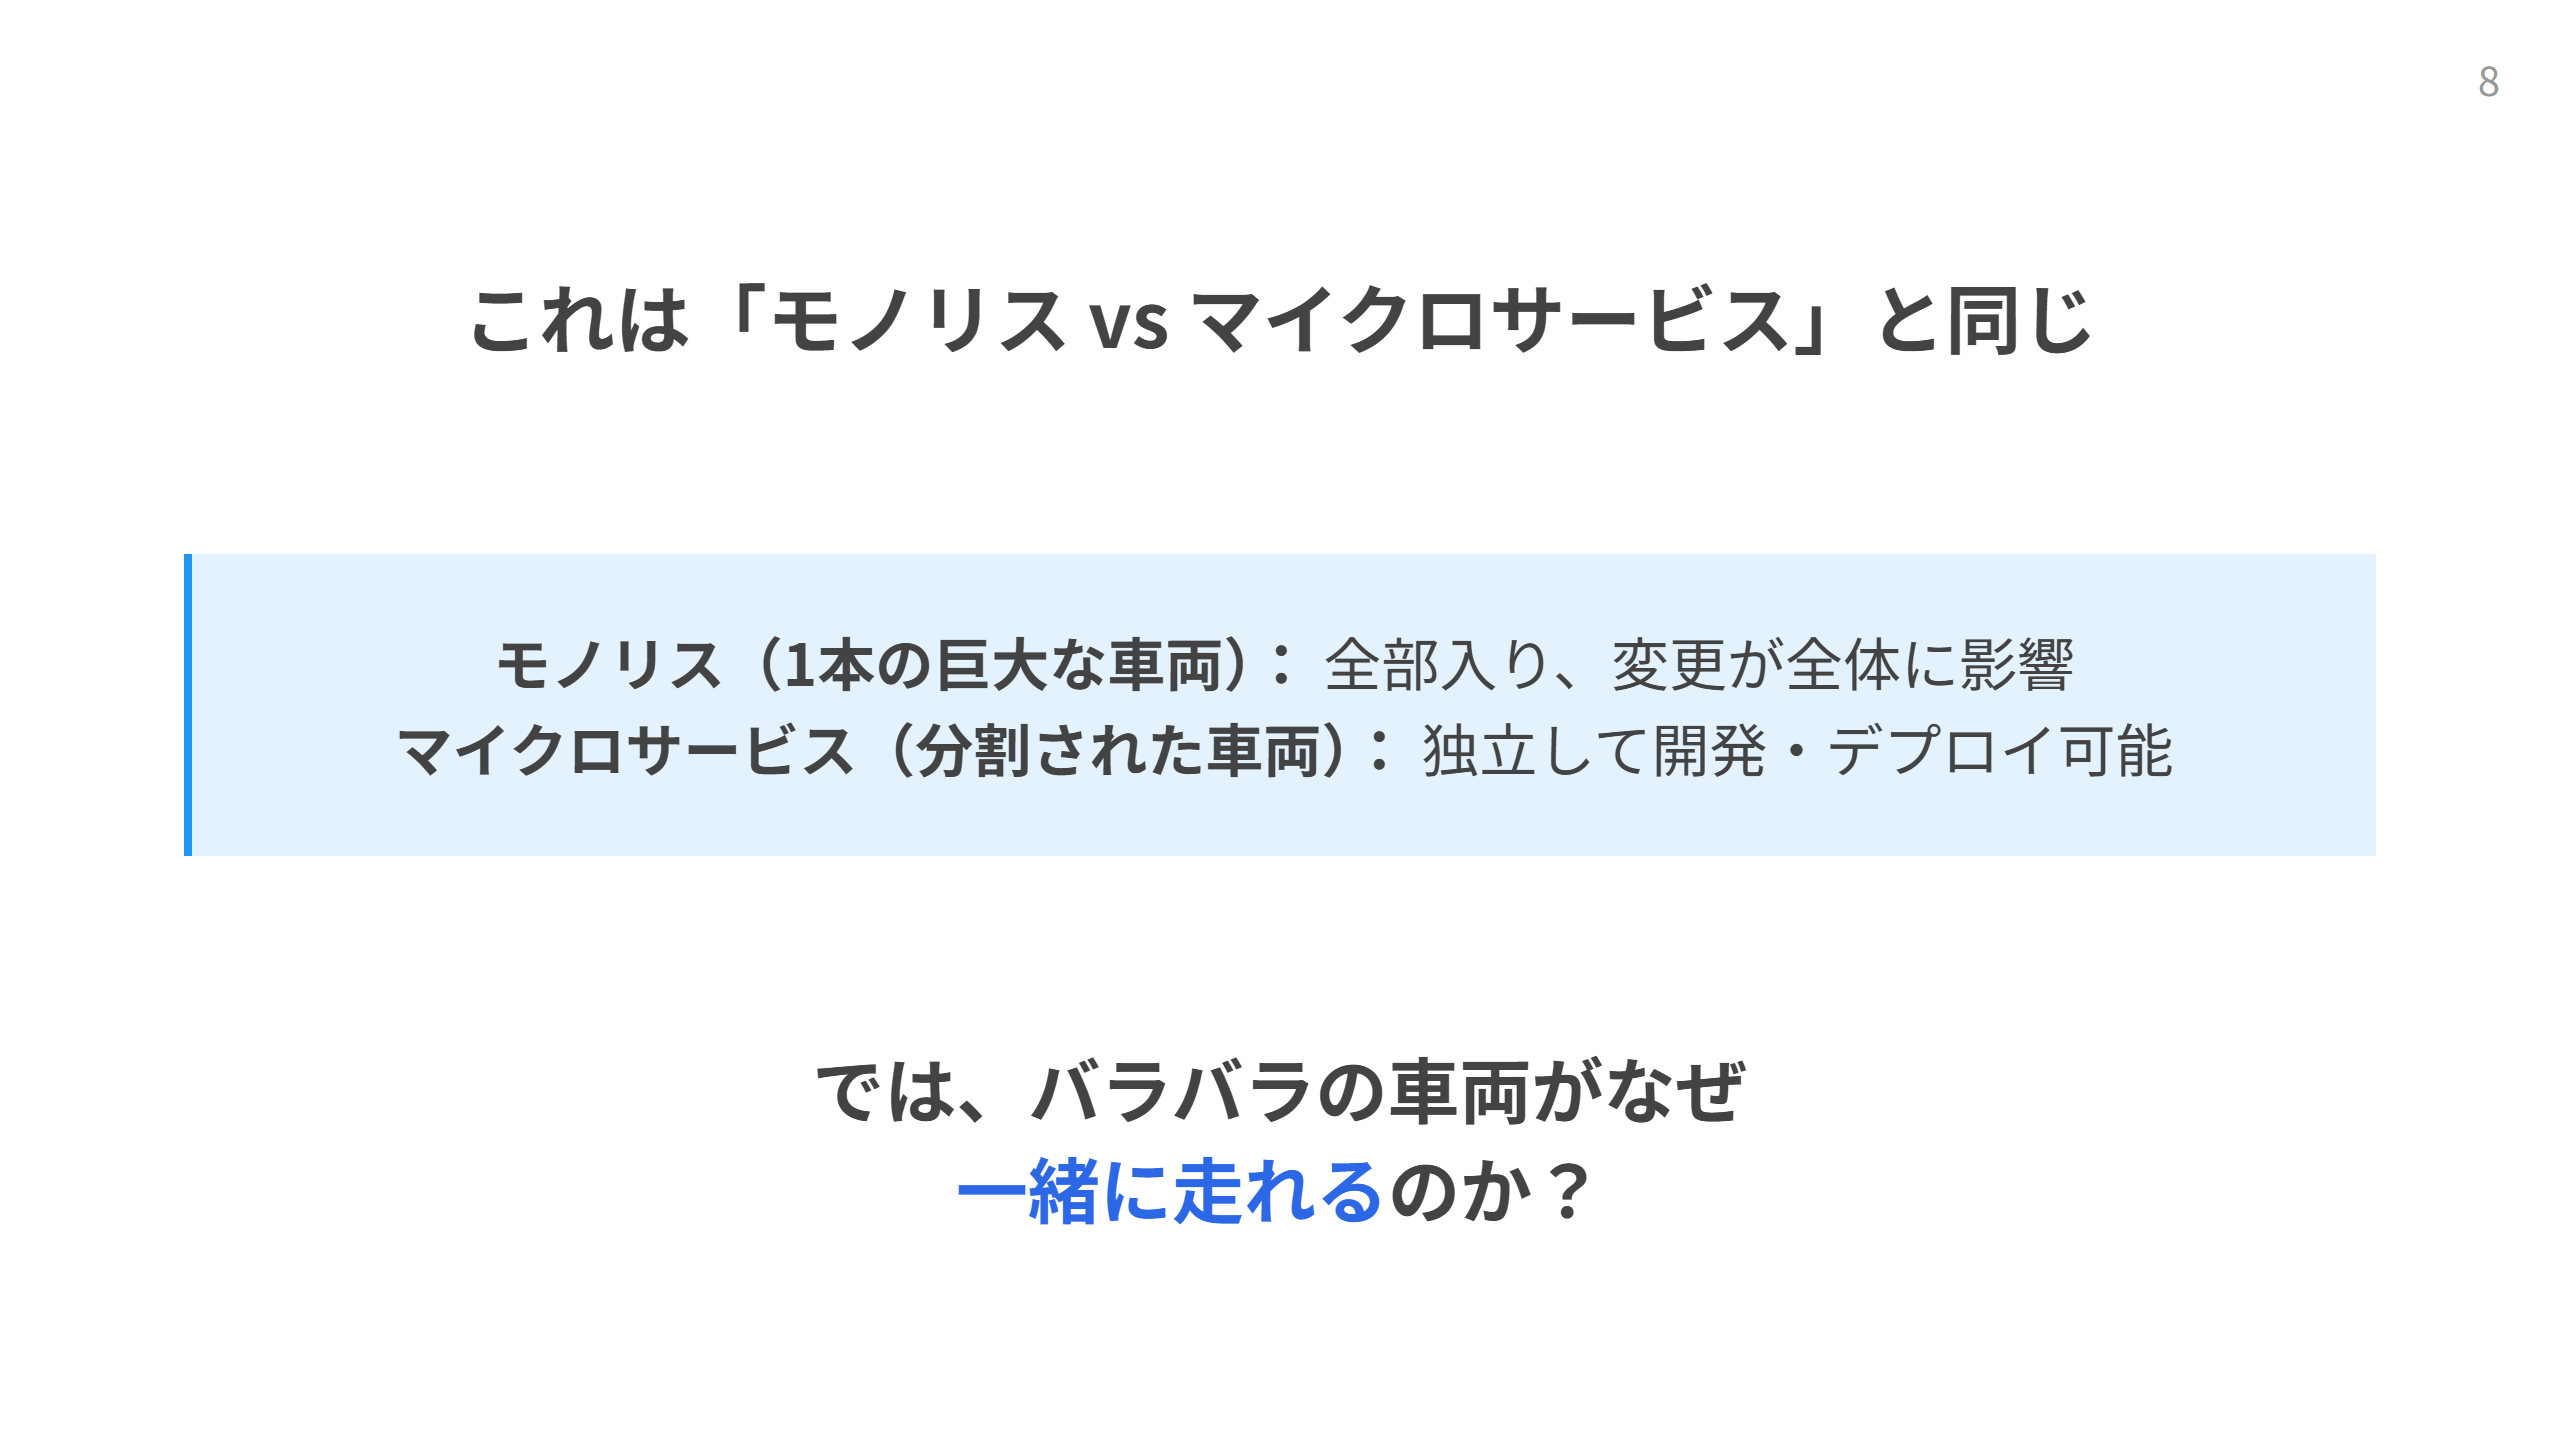 8
これは「モノリス vs マイクロサービス」と同じ
モノリス（1本の巨大な車両）：全部入り、変更が全体に影響
マイクロサービス（分割された車両）：独立して開発・デプロイ可能
では、バラバラの車両がなぜ
一緒に走れるのか？